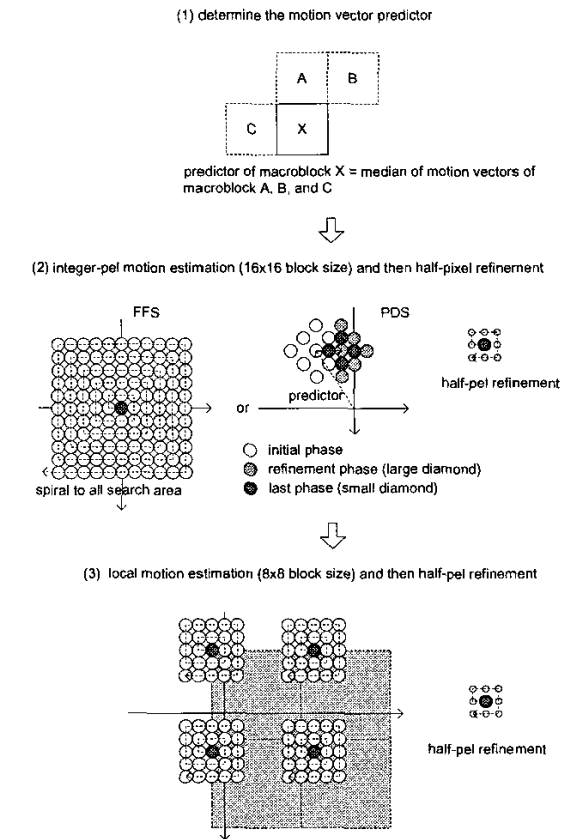 (1) determine the motion vector predictor
A B
C X
predictor of macroblock X = median of motion vectors of
macroblock A, B, and C
(2) integer-pel motion estimation (16x16 block size) and then half-pixel refinement
FFS
PDS
half-pel refinement
predictor
or
initial phase
refinement phase (large diamond)
last phase (small diamond)
spiral to all search area
(3) local motion estimation (8x8 block size) and then half-pel refinement
half-pel refinement